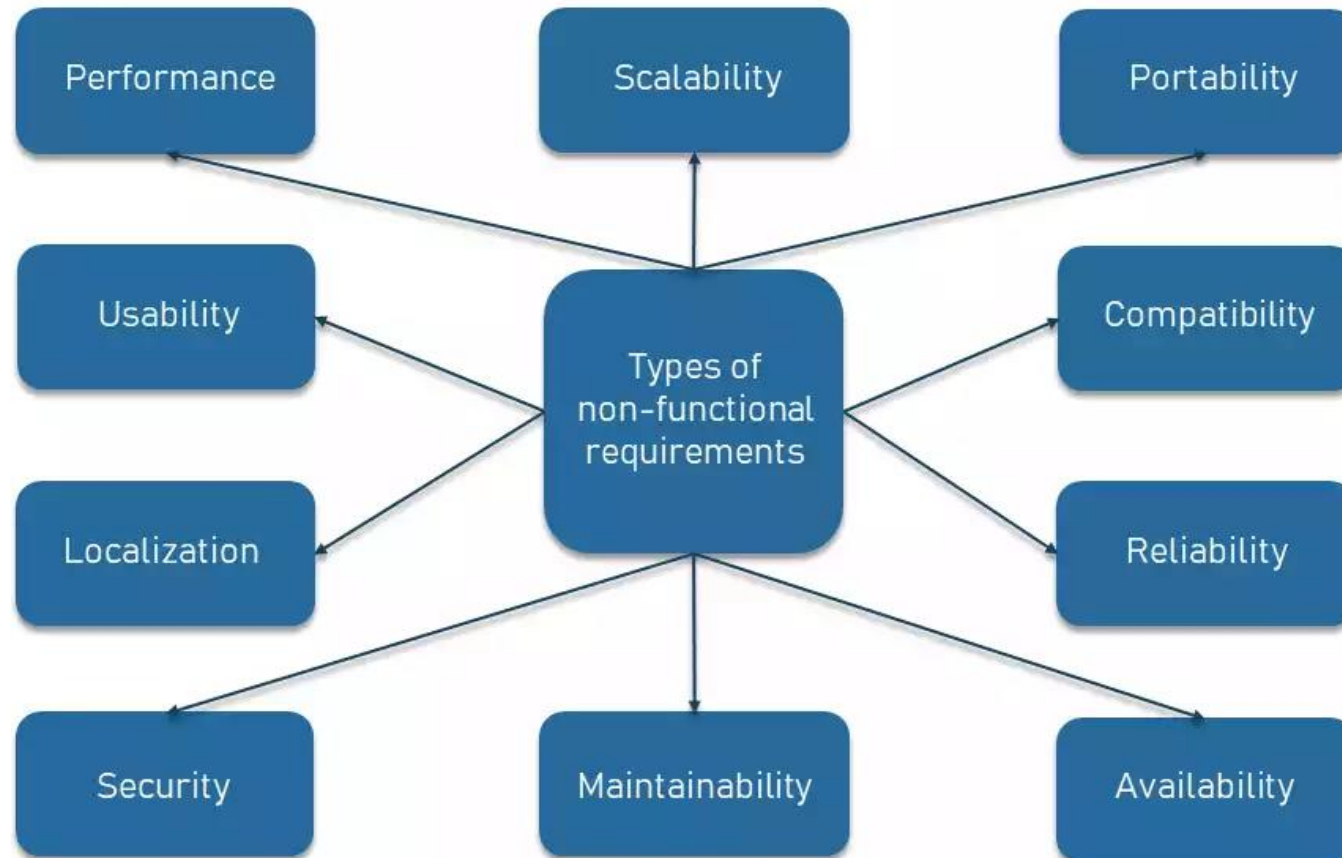 Performance
Scalability
Portability
Usability
Compatibility
Types of
non-functional
requirements
Localization
Reliability
Security
Maintainability
Availability